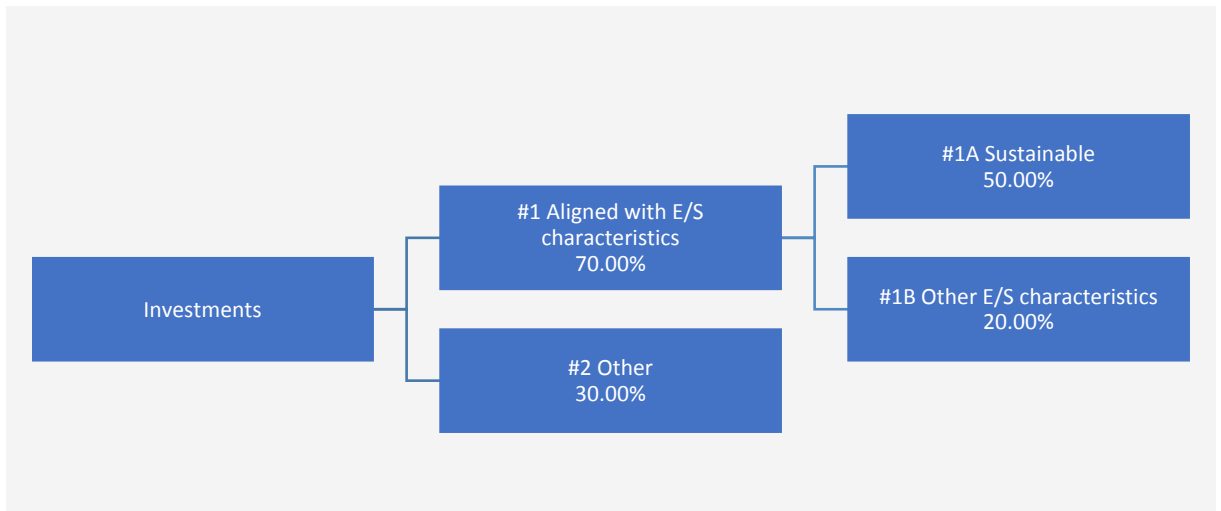 Investments
#1 Aligned with E/S
characteristics
70.00%
#2 Other
30.00%
#1A Sustainable
50.00%
#1B Other E/S characteristics
20.00%